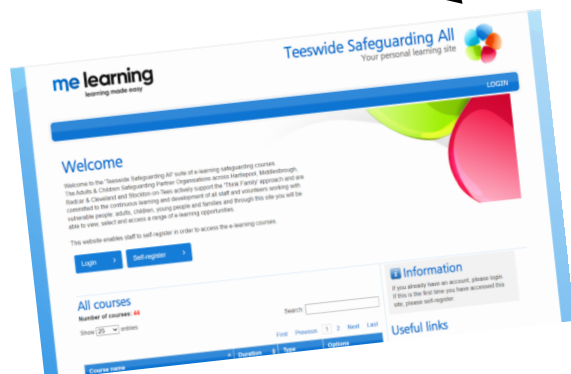 me learning
learning made easy
Teeswide Safeguarding All
Your personal learning site
LOGIN
Welcome
Welcome to the 'Teeswide Safeguarding All' suite of e-learning safeguarding courses.
The Adults & Children Safeguarding Partner Organisations across Hartlepool, Middlesbrough,
Redcar & Cleveland and Stockton-on-Tees actively support the 'Think Family' approach and are
committed to the continuous learning and development of all staff and volunteers working with
vulnerable people: adults, children, young people and families and through this site you will be
able to view, select and access a range of e-learning opportunities.
This website enables staff to self-register in order to access the e-learning courses.
Login > Self-register >
All courses
Number of courses: 44
Show 25 entries
Search:
First Previous 1 2 Next Last
Course name Duration Type Options
Information
If you already have an account, please login.
If this is the first time you have accessed this
site, please self-register
Useful links